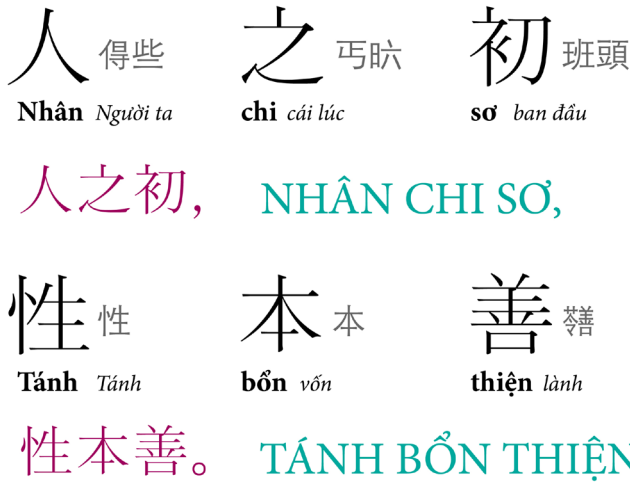 人 得些 之 丐𣅶 初 班頭
Nhân Người ta chi cái lúc sơ ban đầu
人之初, NHÂN CHI SƠ,
性 性 本 本 善
Tánh Tánh bổn vốn thiện lành
性本善。 TÁNH BỔN THIỆN